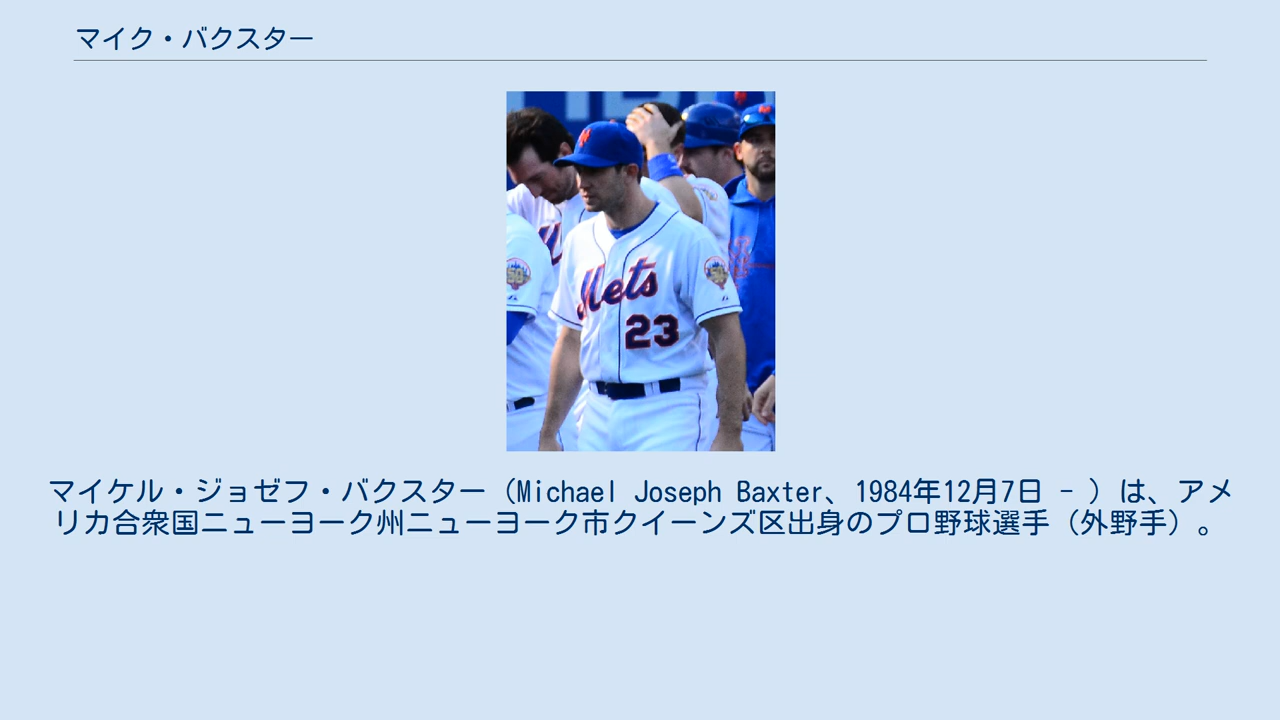 マイク・バクスター
Mets
23
マイケル・ジョゼフ・バクスター（Michael Joseph Baxter、1984年12月7日 - ）は、アメ
リカ合衆国ニューヨーク州ニューヨーク市クイーンズ区出身のプロ野球選手（外野手）。